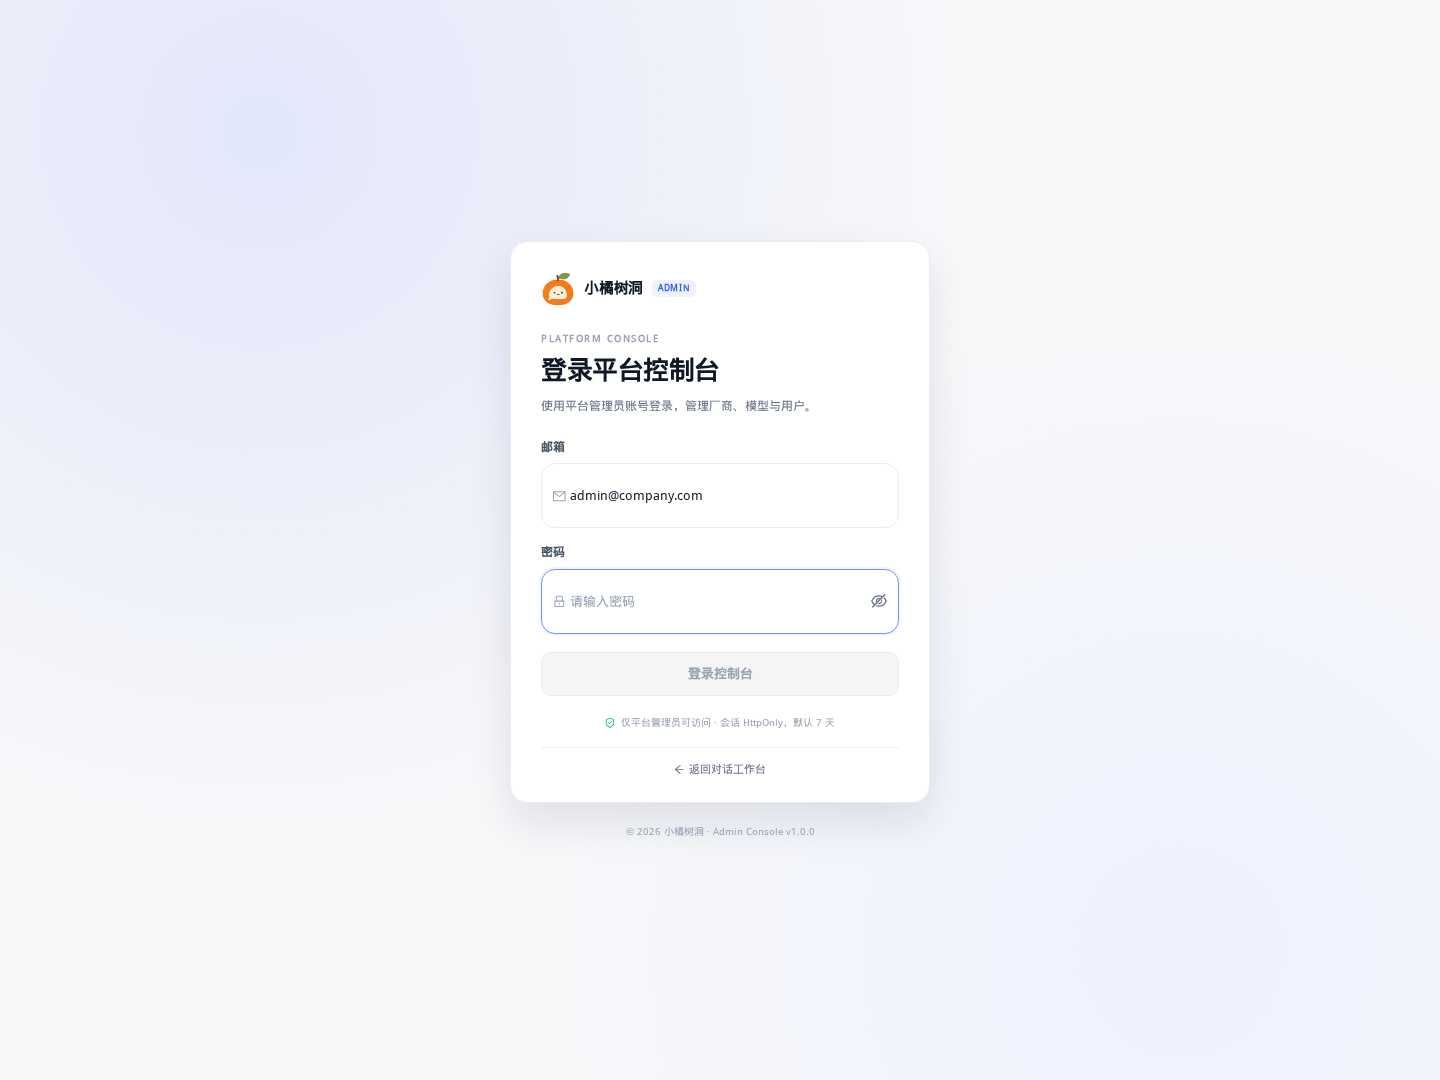 小橘树洞 ADMIN
PLATFORM CONSOLE
登录平台控制台
使用平台管理员账号登录，管理厂商、模型与用户。
邮箱
admin@company.com
密码
请输入密码
登录控制台
仅平台管理员可访问 · 会话 HttpOnly，默认 7 天
← 返回对话工作台
© 2026 小橘树洞 · Admin Console v1.0.0